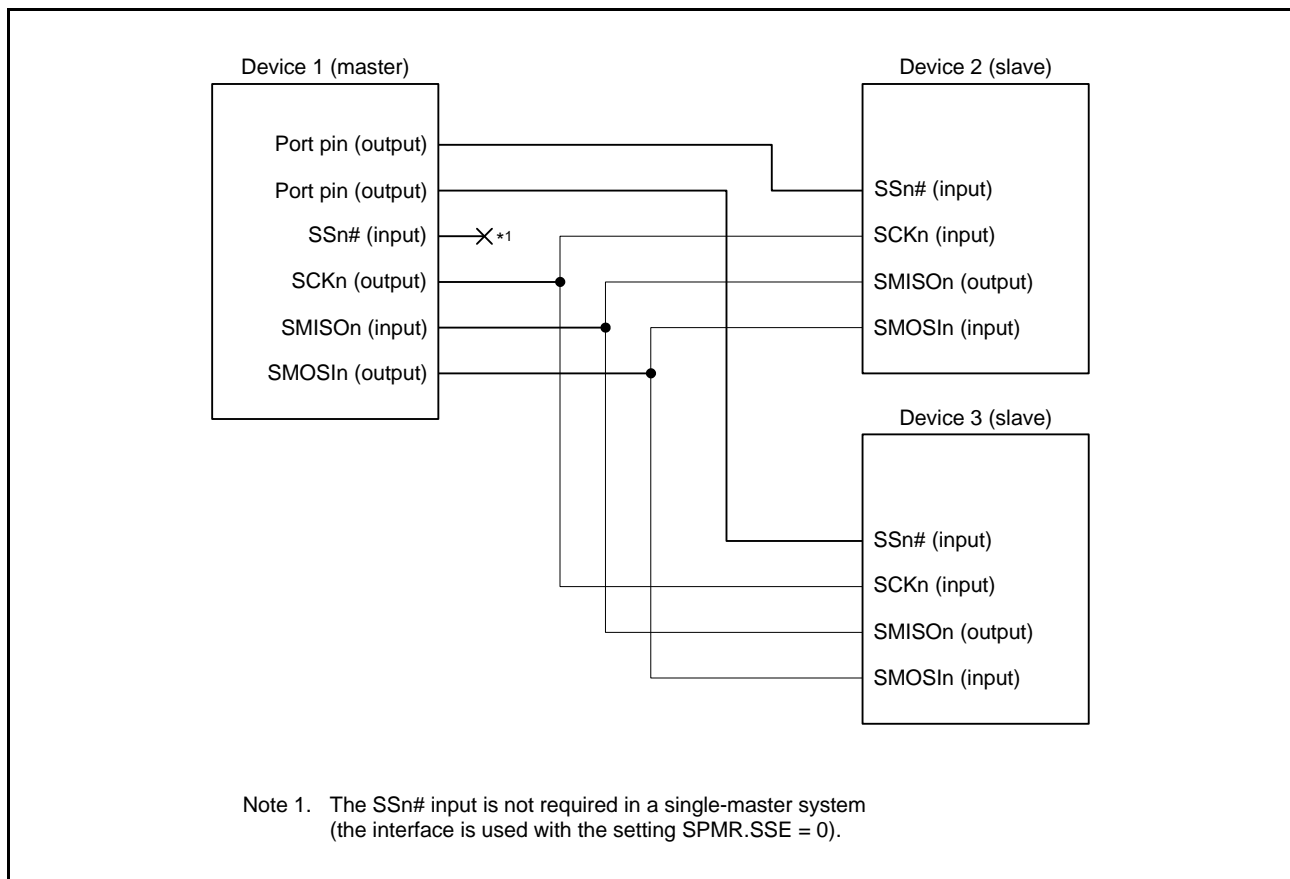 Device 1 (master)
Port pin (output)
Port pin (output)
SSn# (input)
*1
SCKn (output)
SMISOn (input)
SMOSIn (output)
Device 2 (slave)
SSn# (input)
SCKn (input)
SMISOn (output)
SMOSIn (input)
Device 3 (slave)
SSn# (input)
SCKn (input)
SMISOn (output)
SMOSIn (input)
Note 1. The SSn# input is not required in a single-master system
(the interface is used with the setting SPMR.SSE = 0).